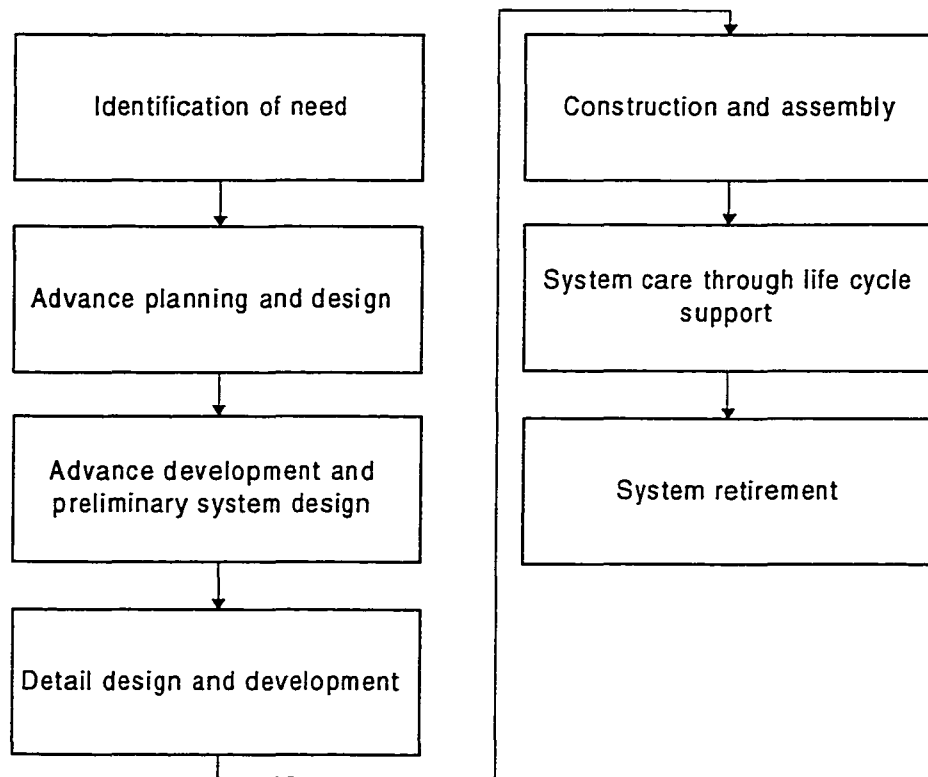 Identification of need
Advance planning and design
Advance development and
preliminary system design
Detail design and development
Construction and assembly
System care through life cycle
support
System retirement